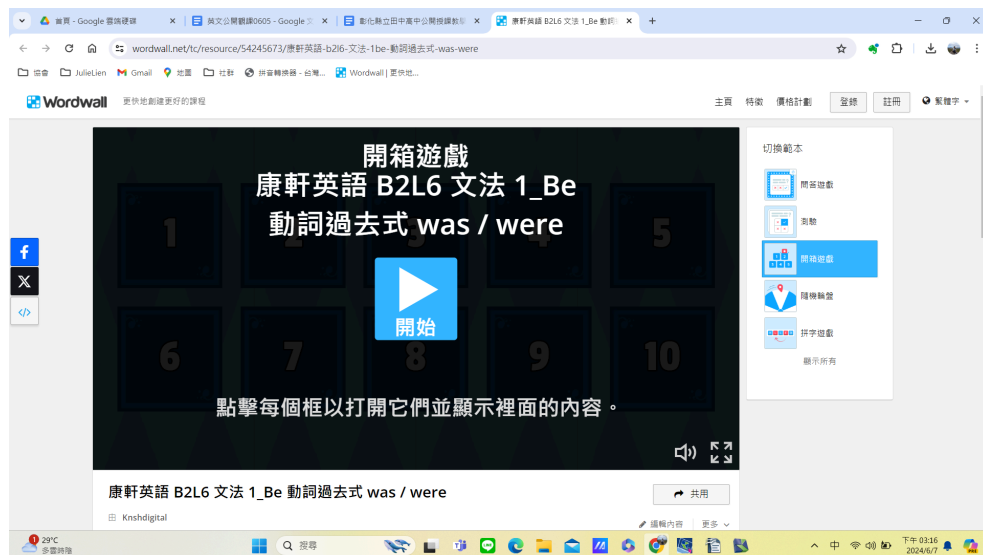 首頁 - Google 雲端硬碟
英文公開觀課0605 - Google 文
彰化縣立田中高中公開授課教學
康軒英語 B2L6 文法 1_Be 動詞
wordwall.net/tc/resource/54245673/康軒英語-b2l6-文法-1be-動詞過去式-was-were
協會
JulieLien
Gmail
地圖
社群
拼音轉換器 - 台灣...
Wordwall | 更快地...
Wordwall
更快地創建更好的課程
主頁
特徵
價格計劃
登錄
註冊
繁體字
開箱遊戲
康軒英語 B2L6 文法 1_Be
動詞過去式 was / were
1
5
開始
6
7
8
9
10
點擊每個框以打開它們並顯示裡面的內容。
切換範本
問答遊戲
測驗
開箱遊戲
隨機輪盤
拼字遊戲
顯示所有
康軒英語 B2L6 文法 1_Be 動詞過去式 was / were
共用
Knshdigital
編輯內容
更多
1
29°C
多雲時陰
搜尋
中
下午 03:16
2024/6/7